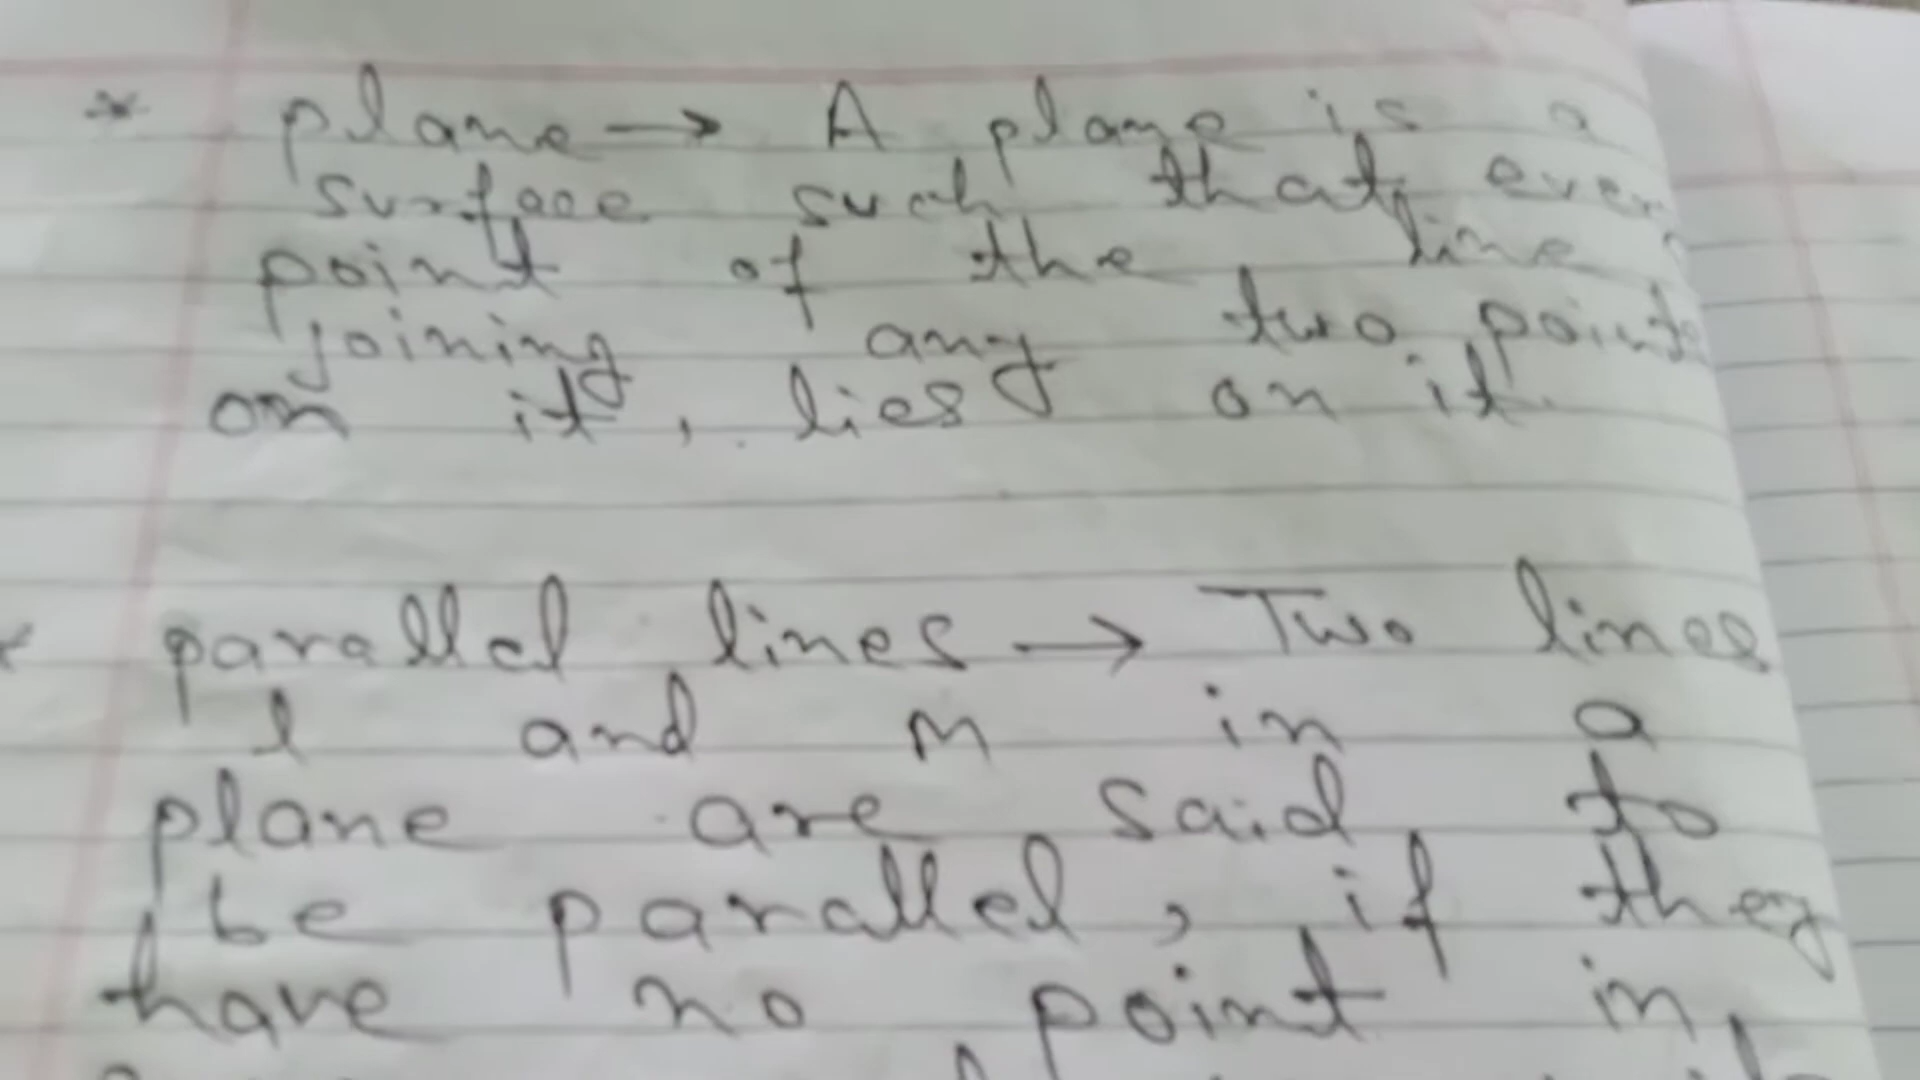 * plane → A plane is a
surface such that every
point of the line
joining any two points
on it, lies on it.
* parallel lines → Two lines
l and m in a
plane are said to
be parallel, if they
have no point in